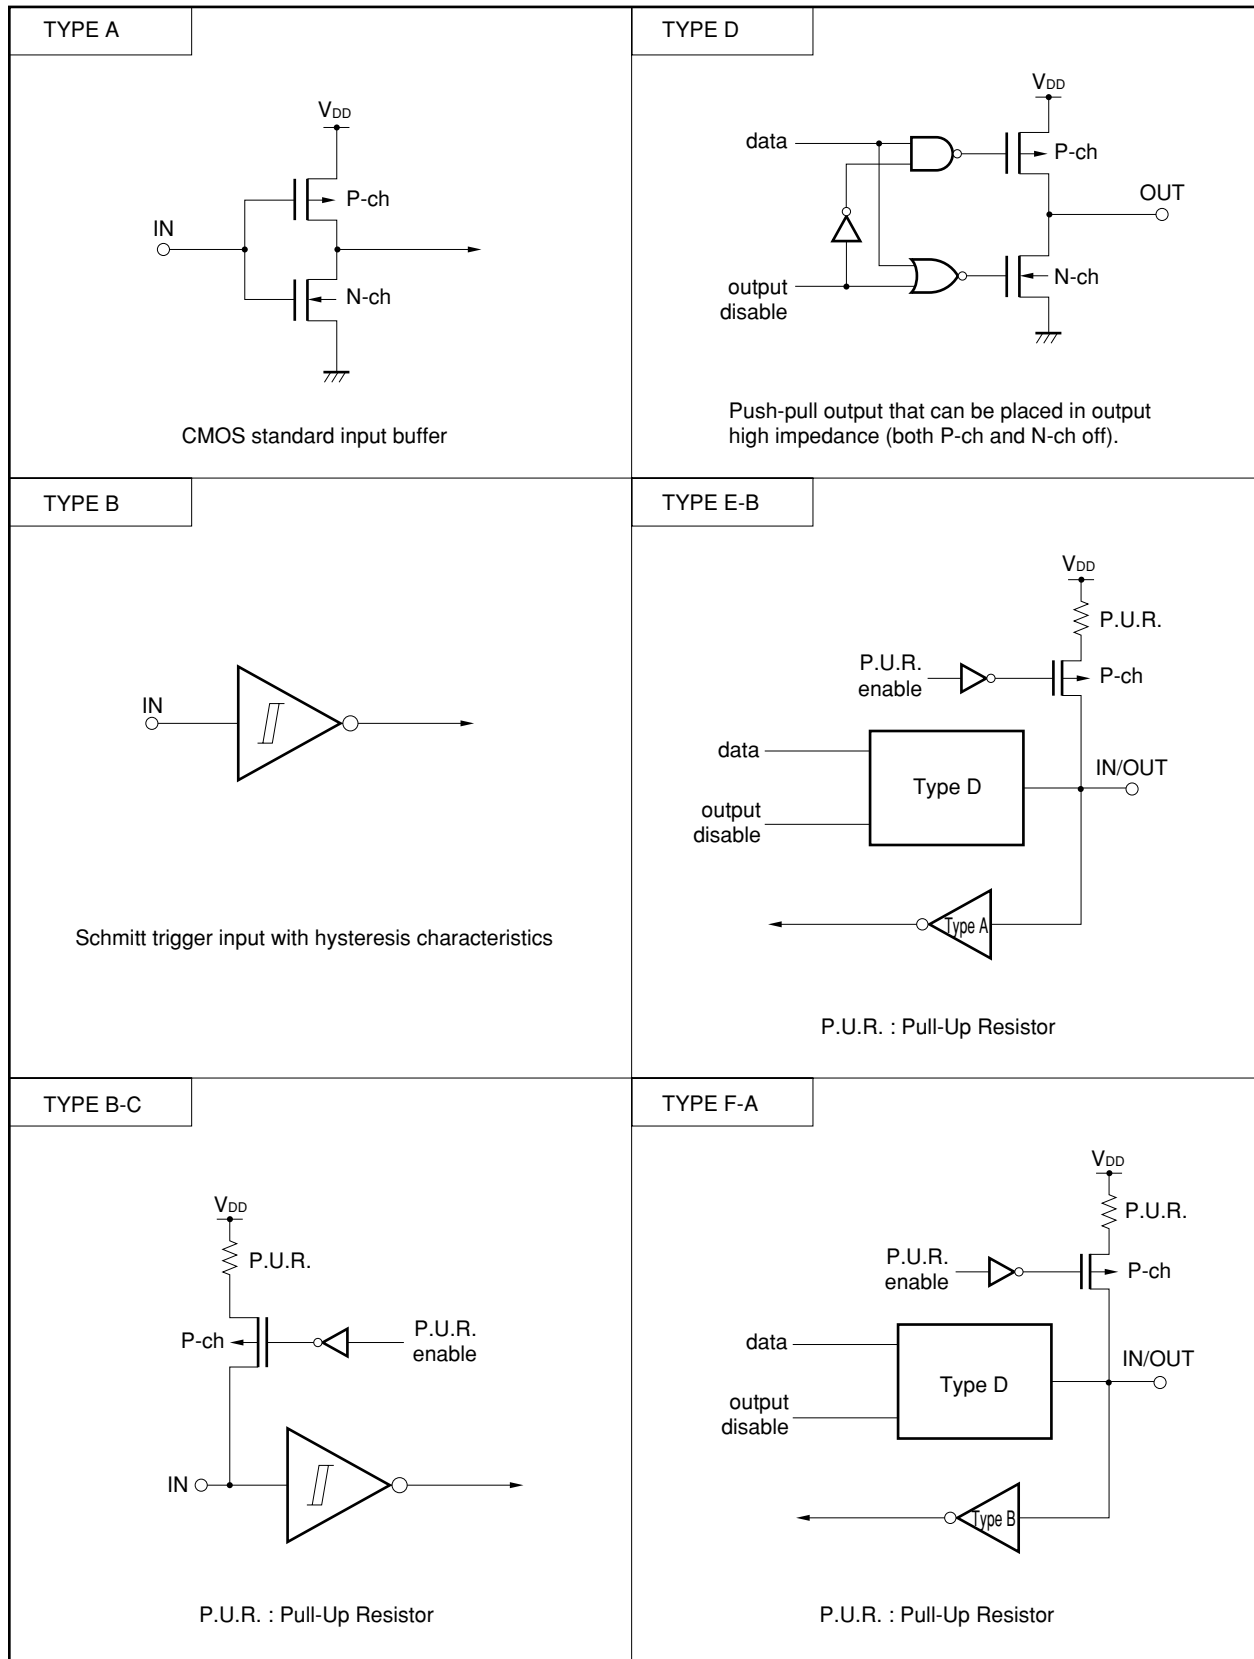 TYPE A
VDD
P-ch
IN
N-ch
CMOS standard input buffer
TYPE D
VDD
data
P-ch
OUT
output
disable
N-ch
Push-pull output that can be placed in output
high impedance (both P-ch and N-ch off).
TYPE B
IN
Schmitt trigger input with hysteresis characteristics
TYPE E-B
VDD
P.U.R.
P.U.R.
enable
P-ch
data
Type D
IN/OUT
output
disable
Type A
P.U.R. : Pull-Up Resistor
TYPE B-C
VDD
P.U.R.
P-ch
P.U.R.
enable
IN
P.U.R. : Pull-Up Resistor
TYPE F-A
VDD
P.U.R.
P.U.R.
enable
P-ch
data
Type D
IN/OUT
output
disable
Type B
P.U.R. : Pull-Up Resistor